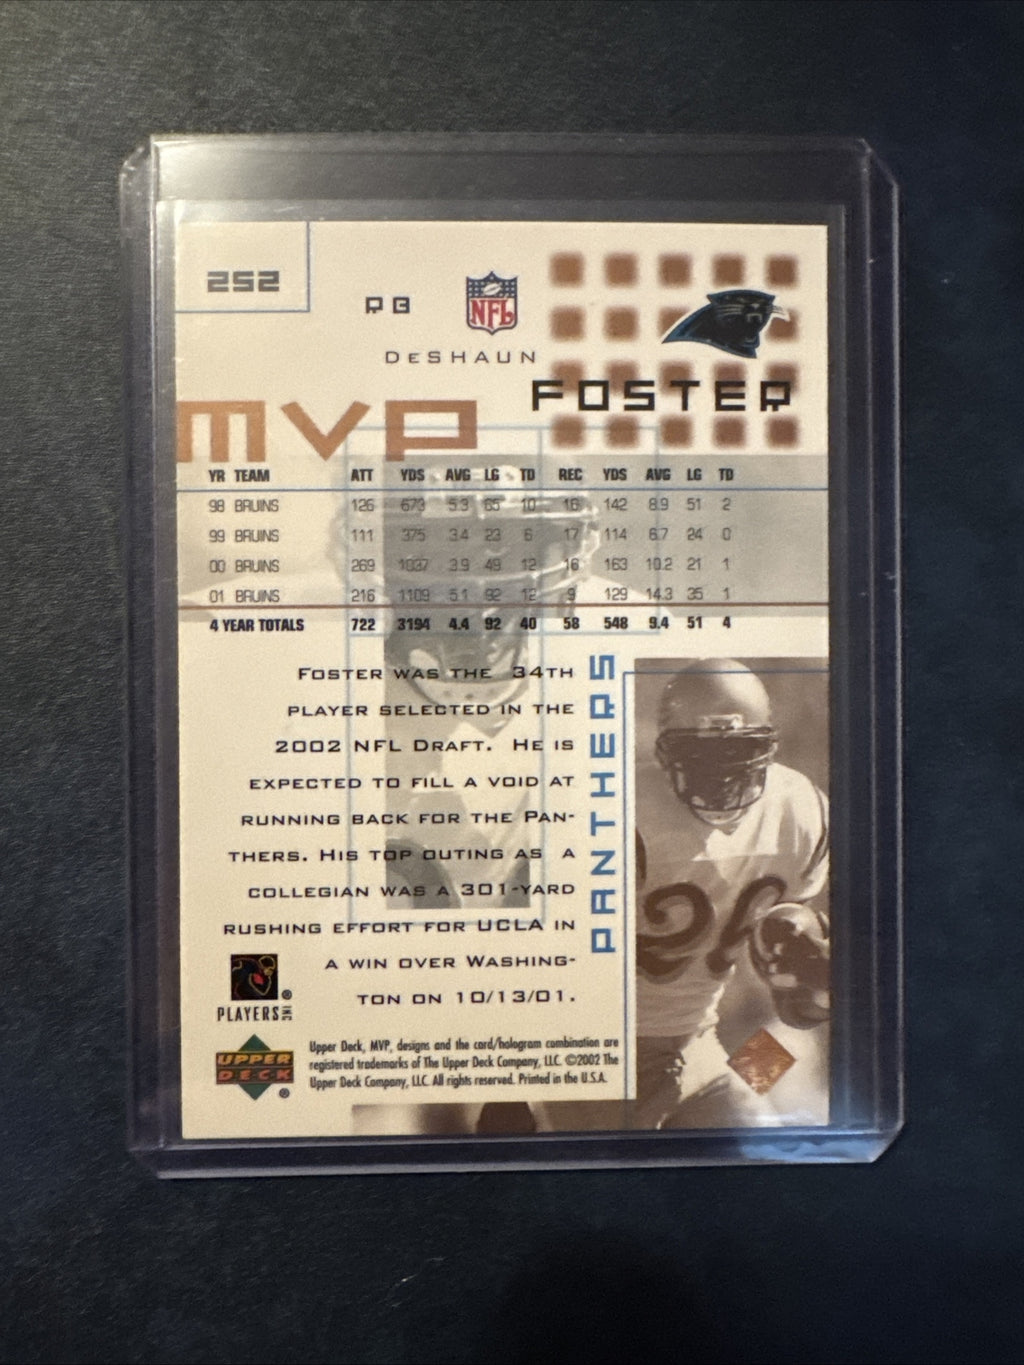 252
RB
NFL
DeSHAUN
FOSTER
MVP
YR TEAM ATT YDS AVG LG TD REC YDS AVG LG TD
98 BRUINS 126 673 5.3 65 10 16 142 8.9 51 2
99 BRUINS 111 375 3.4 23 6 17 114 6.7 24 0
00 BRUINS 269 1037 3.9 49 12 16 163 10.2 21 1
01 BRUINS 216 1109 5.1 92 12 9 129 14.3 35 1
4 YEAR TOTALS 722 3194 4.4 92 40 58 548 9.4 51 4
FOSTER WAS THE 34TH
PLAYER SELECTED IN THE
2002 NFL DRAFT. HE IS
EXPECTED TO FILL A VOID AT
RUNNING BACK FOR THE PAN-
THERS. HIS TOP OUTING AS A
COLLEGIAN WAS A 301-YARD
RUSHING EFFORT FOR UCLA IN
A WIN OVER WASHING-
TON ON 10/13/01.
PANTHERS
PLAYERS INC ®
UPPER
DECK ®
Upper Deck, MVP, designs and the card/hologram combination are
registered trademarks of The Upper Deck Company, LLC. ©2002 The
Upper Deck Company, LLC. All rights reserved. Printed in the U.S.A.